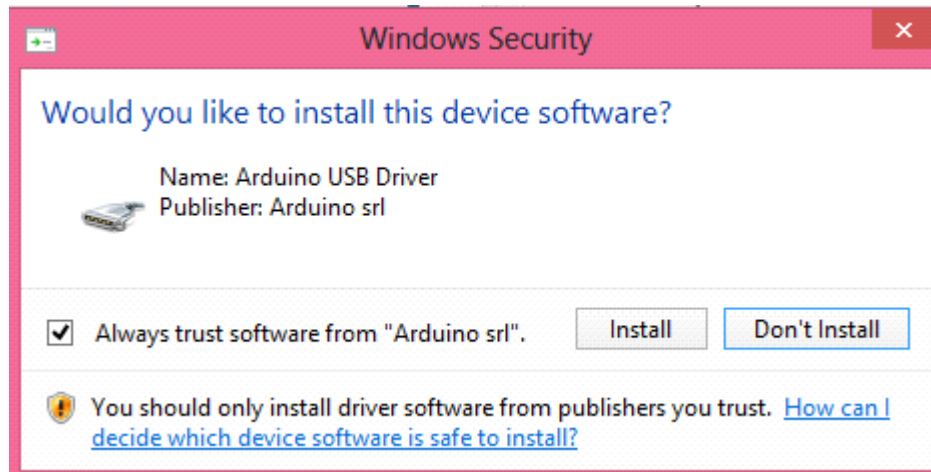 Windows Security
Would you like to install this device software?
Name: Arduino USB Driver
Publisher: Arduino srl
Always trust software from "Arduino srl".
Install
Don't Install
You should only install driver software from publishers you trust. How can I
decide which device software is safe to install?